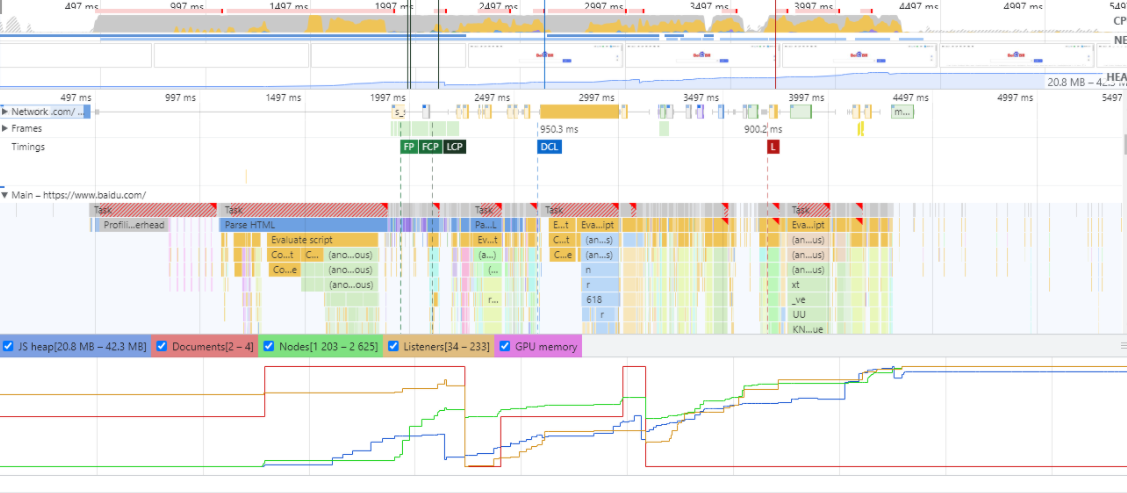 497 ms 997 ms 1497 ms 1997 ms 2497 ms 2997 ms 3497 ms 3997 ms 4497 ms 4997 ms 5497
CP
NE
HEA
20.8 MB – 42.3 MB
497 ms 997 ms 1497 ms 1997 ms 2497 ms 2997 ms 3497 ms 3997 ms 4497 ms 4997 ms 5497
Network .com/ ... s_ m...
Frames 950.3 ms 900.2 ms
Timings FP FCP LCP DCL L
Main – https://www.baidu.com/
Task Task Task Task Task
Profili...erhead Parse HTML Pa...L E...t Eva...ipt Eva...ipt
Evaluate script Ev...t C...t (an...s) (an...us)
Co...t C... (ano...ous) (a...) C...e (an...s) (an...us)
Co...e (ano...ous) (... n (an...us)
(ano...ous) r xt
r... 618 _ve
r UU
KN...ue
JS heap[20.8 MB – 42.3 MB] Documents[2 – 4] Nodes[1 203 – 2 625] Listeners[34 – 233] GPU memory